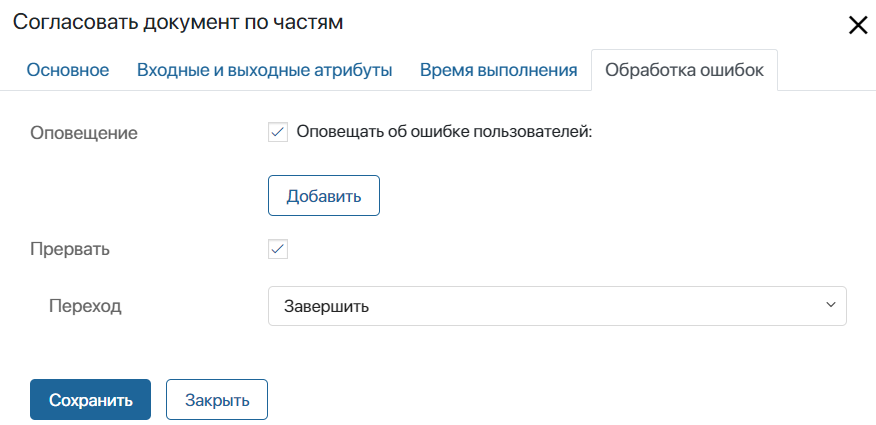 Согласовать документ по частям
Основное Входные и выходные атрибуты Время выполнения Обработка ошибок
Оповещение Оповещать об ошибке пользователей:
Добавить
Прервать
Переход Завершить
Сохранить Закрыть